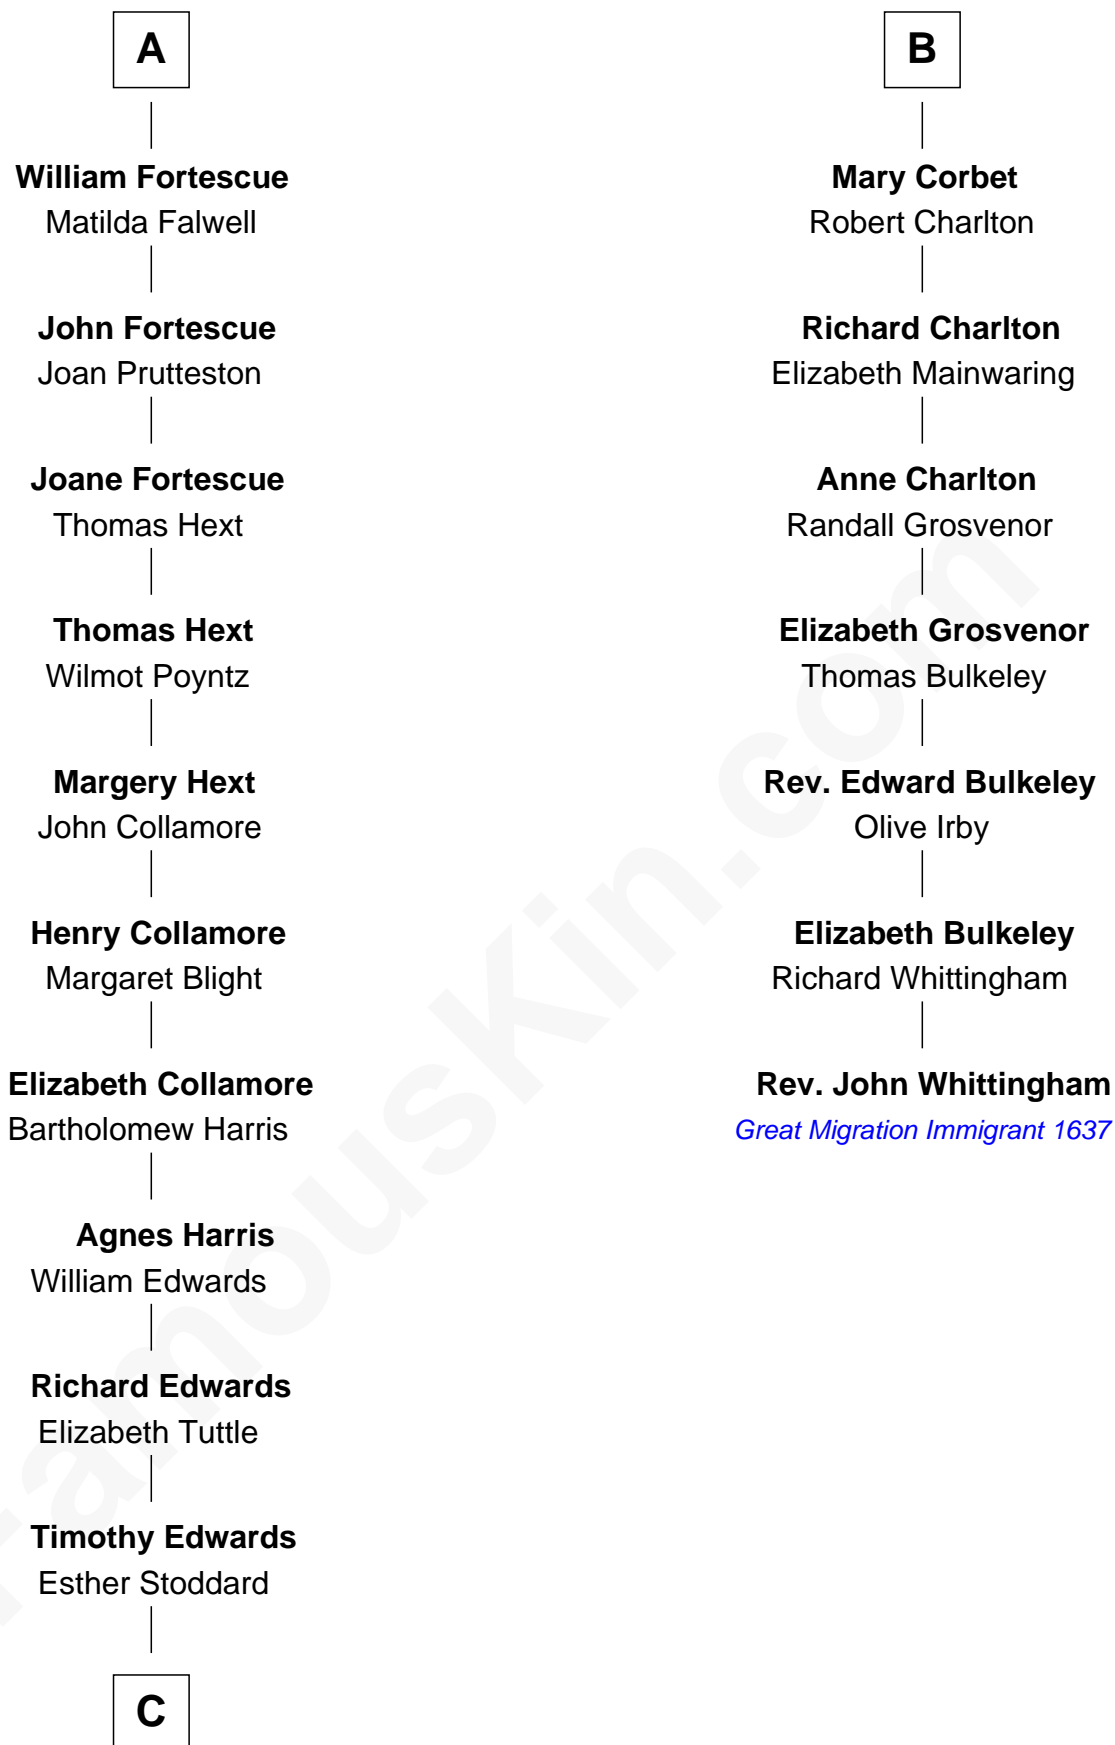 A
William Fortescue
Matilda Falwell
John Fortescue
Joan Prutteston
Joane Fortescue
Thomas Hext
Thomas Hext
Wilmot Poyntz
Margery Hext
John Collamore
Henry Collamore
Margaret Blight
Elizabeth Collamore
Bartholomew Harris
Agnes Harris
William Edwards
Richard Edwards
Elizabeth Tuttle
Timothy Edwards
Esther Stoddard
C
B
Mary Corbet
Robert Charlton
Richard Charlton
Elizabeth Mainwaring
Anne Charlton
Randall Grosvenor
Elizabeth Grosvenor
Thomas Bulkeley
Rev. Edward Bulkeley
Olive Irby
Elizabeth Bulkeley
Richard Whittingham
Rev. John Whittingham
Great Migration Immigrant 1637
FamousKin.com